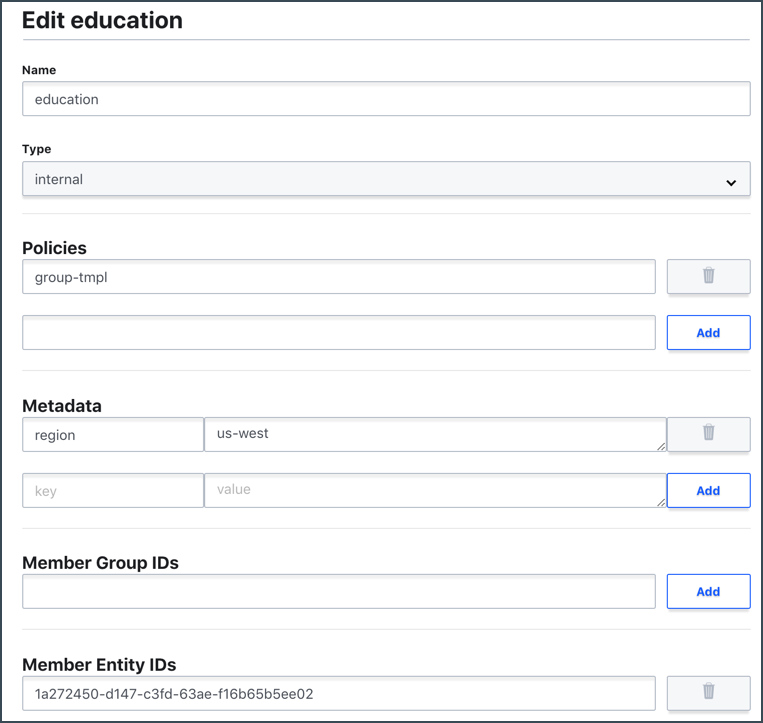 Edit education
Name
education
Type
internal
Policies
group-tmpl
Add
Metadata
region us-west
key value Add
Member Group IDs
Add
Member Entity IDs
1a272450-d147-c3fd-63ae-f16b65b5ee02